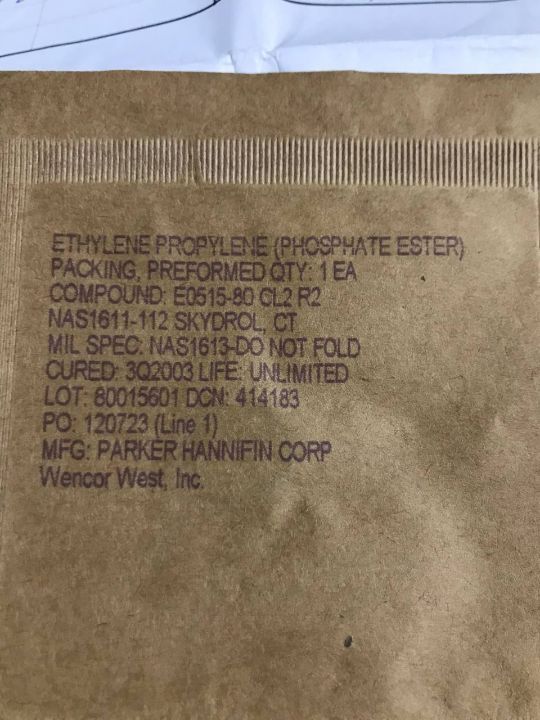 ETHYLENE PROPYLENE (PHOSPHATE ESTER)
PACKING, PREFORMED QTY: 1 EA
COMPOUND: E0515-80 CL2 R2
NAS1611-112 SKYDROL, CT
MIL SPEC: NAS1613-DO NOT FOLD
CURED: 3Q2003 LIFE: UNLIMITED
LOT: 80015601 DCN: 414183
PO: 120723 (Line 1)
MFG: PARKER HANNIFIN CORP
Wencor West, Inc.